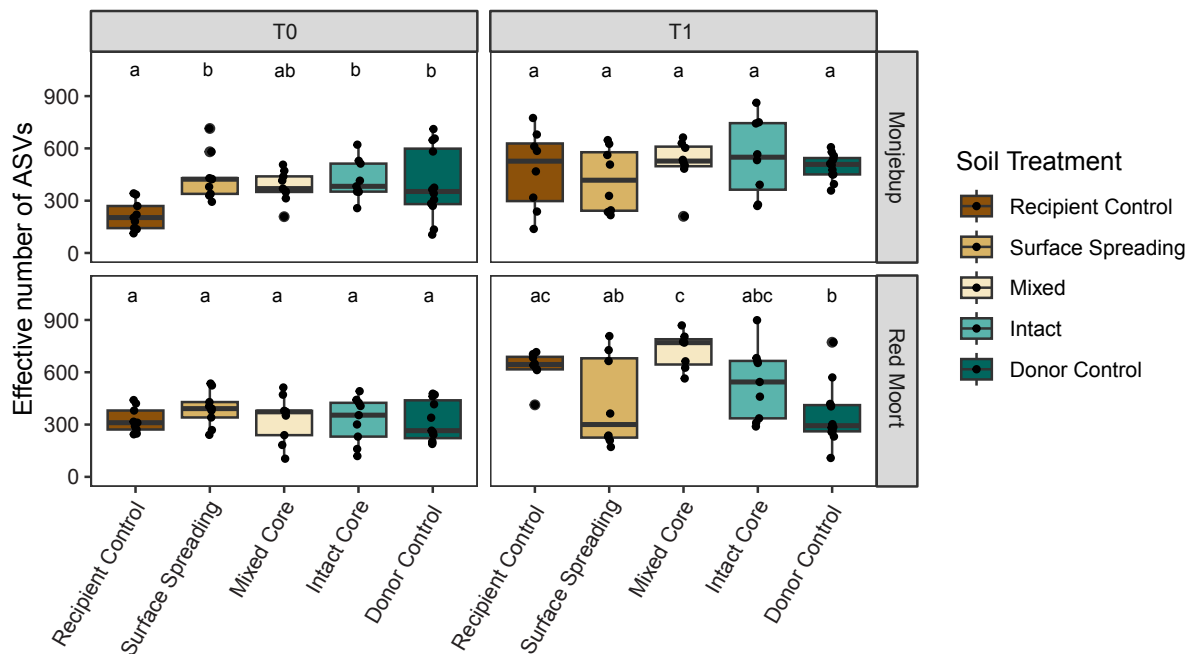 T0
T1
a b ab b b
a a a a a
Monjebup
900
600
300
0
Effective number of ASVs
a a a a a
ac ab c abc b
Red Moort
900
600
300
0
Recipient Control
Surface Spreading
Mixed Core
Intact Core
Donor Control
Recipient Control
Surface Spreading
Mixed Core
Intact Core
Donor Control
Soil Treatment
Recipient Control
Surface Spreading
Mixed
Intact
Donor Control